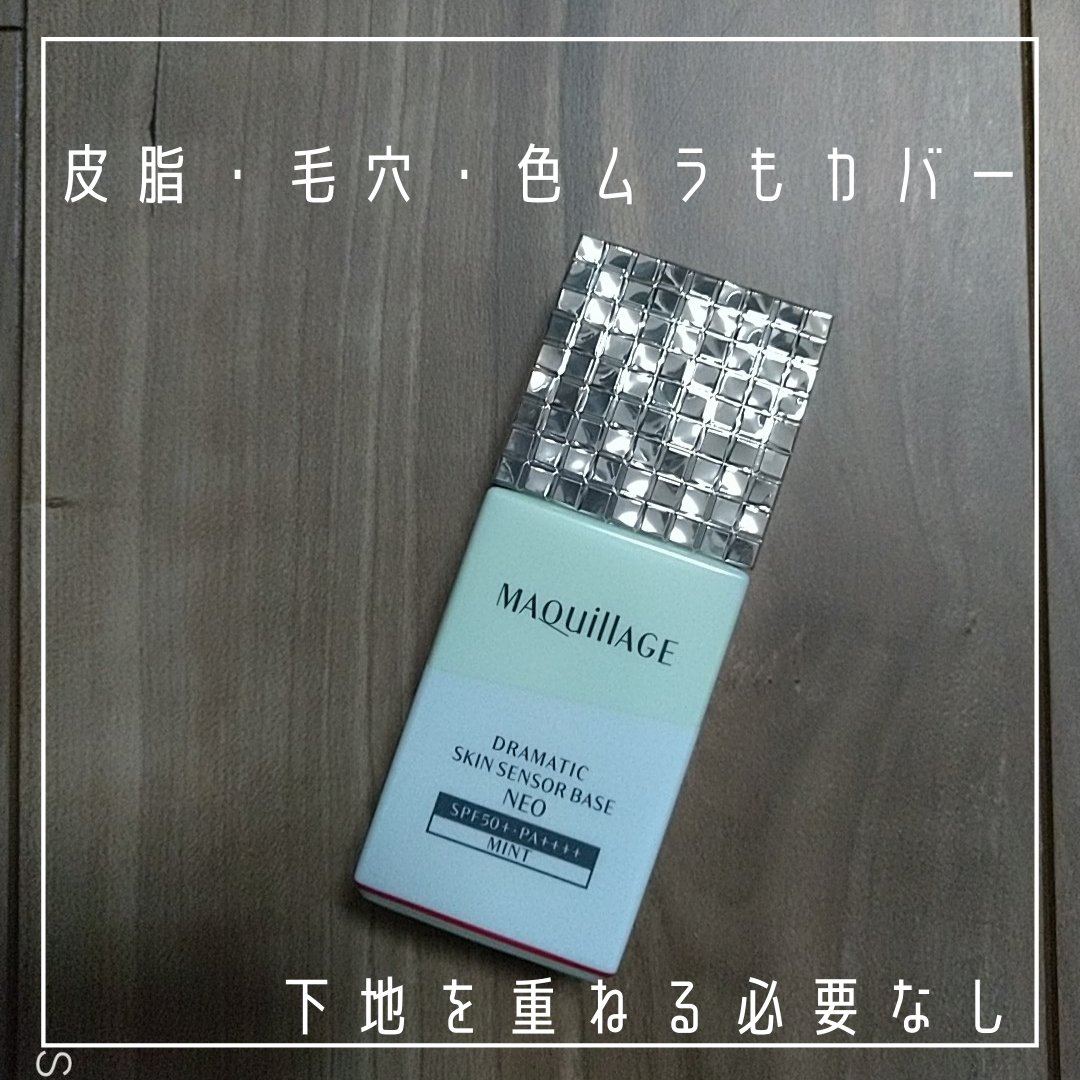 皮脂・毛穴・色ムラもカバー
MAQuillAGE
DRAMATIC
SKIN SENSOR BASE
NEO
SPF50+・PA++++
MINT
下地を重ねる必要なし
S